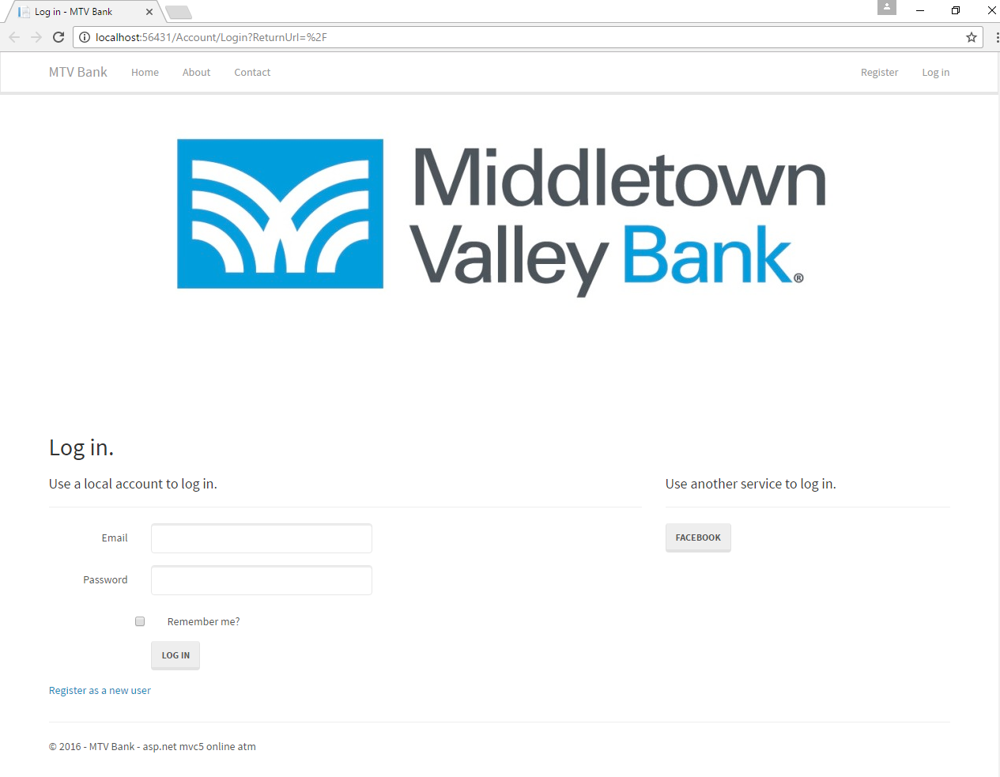 Log in - MTV Bank
localhost:56431/Account/Login?ReturnUrl=%2F
MTV Bank Home About Contact Register Log in
Middletown
Valley Bank®
Log in.
Use a local account to log in.
Use another service to log in.
Email
FACEBOOK
Password
Remember me?
LOG IN
Register as a new user
© 2016 - MTV Bank - asp.net mvc5 online atm